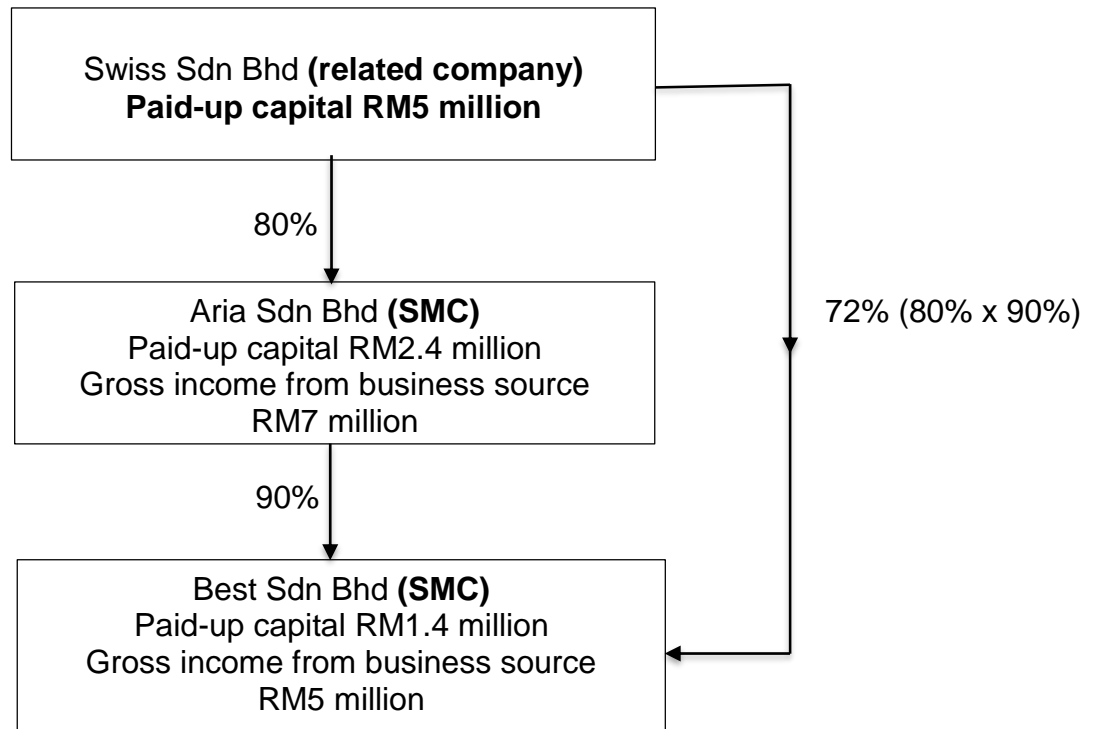 Swiss Sdn Bhd (related company)
Paid-up capital RM5 million
80%
Aria Sdn Bhd (SMC)
Paid-up capital RM2.4 million
Gross income from business source
RM7 million
72% (80% x 90%)
90%
Best Sdn Bhd (SMC)
Paid-up capital RM1.4 million
Gross income from business source
RM5 million